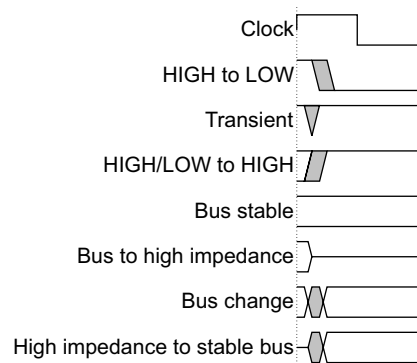 Clock
HIGH to LOW
Transient
HIGH/LOW to HIGH
Bus stable
Bus to high impedance
Bus change
High impedance to stable bus